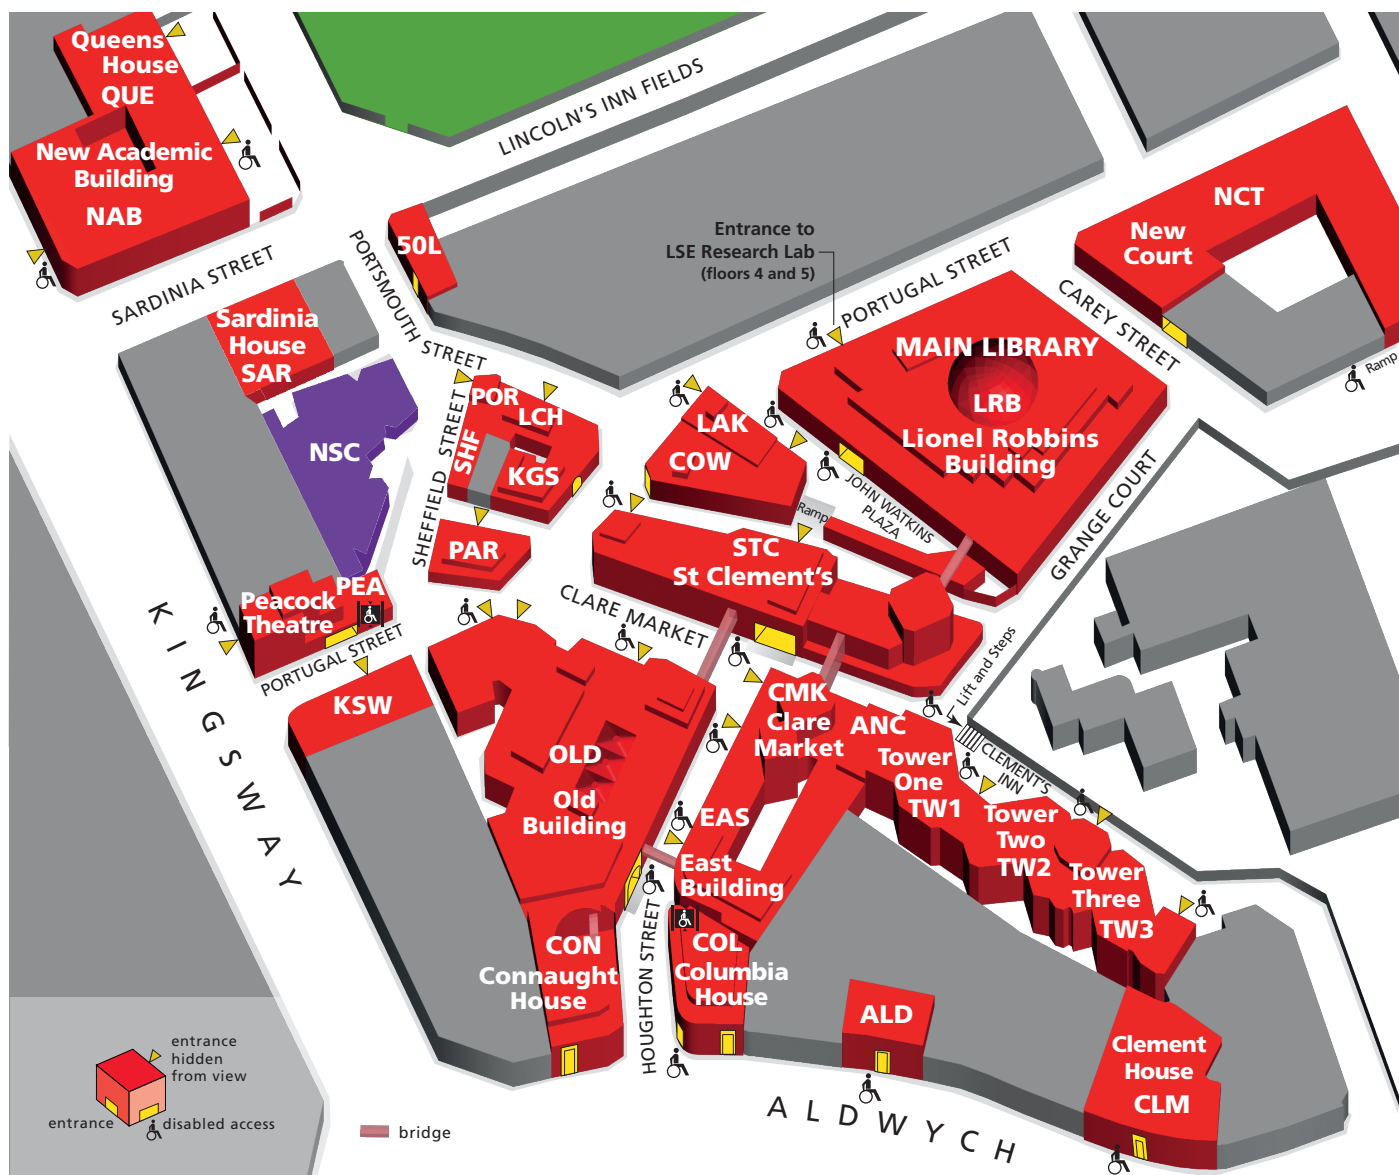 Queens
House
QUE
New Academic
Building
NAB
LINCOLN'S INN FIELDS
SARDINIA STREET
PORTSMOUTH STREET
50L
Entrance to
LSE Research Lab
(floors 4 and 5)
PORTUGAL STREET
NCT
New
Court
CAREY STREET
Ramp
Sardinia
House
SAR
NSC
POR
LCH
SHF
KGS
SHEFFIELD STREET
PAR
LAK
COW
MAIN LIBRARY
LRB
Lionel Robbins
Building
JOHN WATKINS
PLAZA
Ramp
GRANGE COURT
STC
St Clement's
CLARE MARKET
PEA
Peacock
Theatre
PORTUGAL STREET
KINGSWAY
KSW
OLD
Old
Building
CMK
Clare
Market
ANC
Tower
One
TW1
Lift and Steps
CLEMENT'S
INN
Tower
Two
TW2
Tower
Three
TW3
EAS
East
Building
CON
Connaught
House
HOUGHTON STREET
COL
Columbia
House
ALD
Clement
House
CLM
ALDWYCH
entrance
hidden
from view
entrance
disabled access
bridge